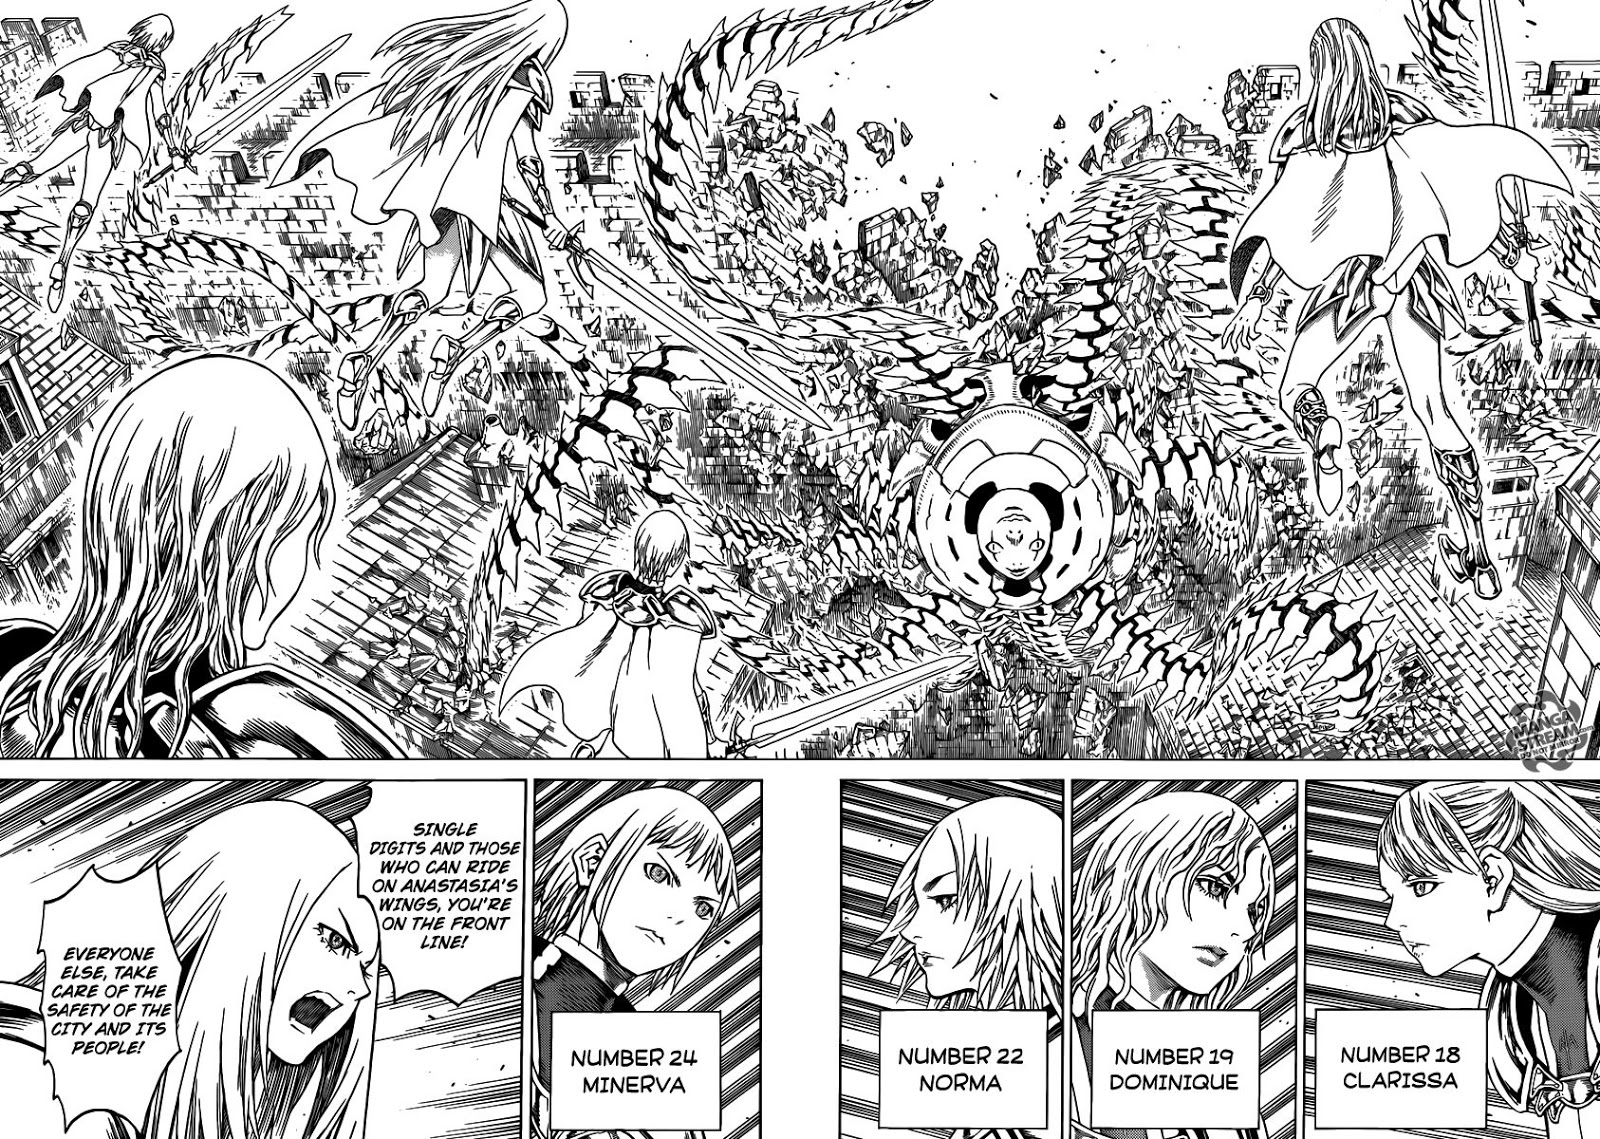 NUMBER 18
CLARISSA
NUMBER 19
DOMINIQUE
NUMBER 22
NORMA
NUMBER 24
MINERVA
SINGLE
DIGITS AND THOSE
WHO CAN RIDE
ON ANASTASIA'S
WINGS, YOU'RE
ON THE FRONT
LINE!
EVERYONE
ELSE, TAKE
CARE OF THE
SAFETY OF THE
CITY AND ITS
PEOPLE!
MANGA
STREAM